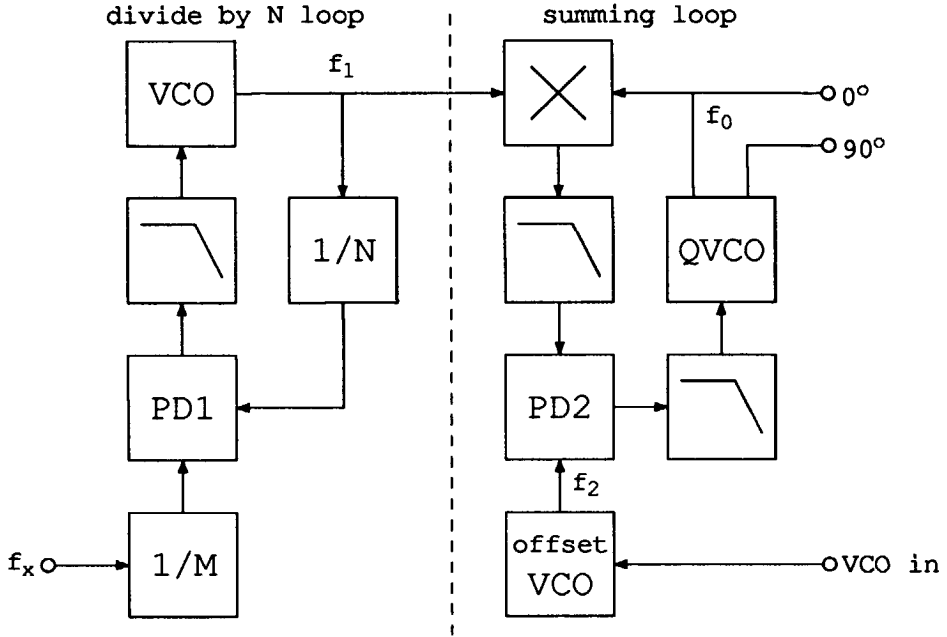 divide by N loop
summing loop
VCO
f1
f0
0°
90°
1/N
QVCO
PD1
PD2
f2
fx
1/M
offset
VCO
VCO in